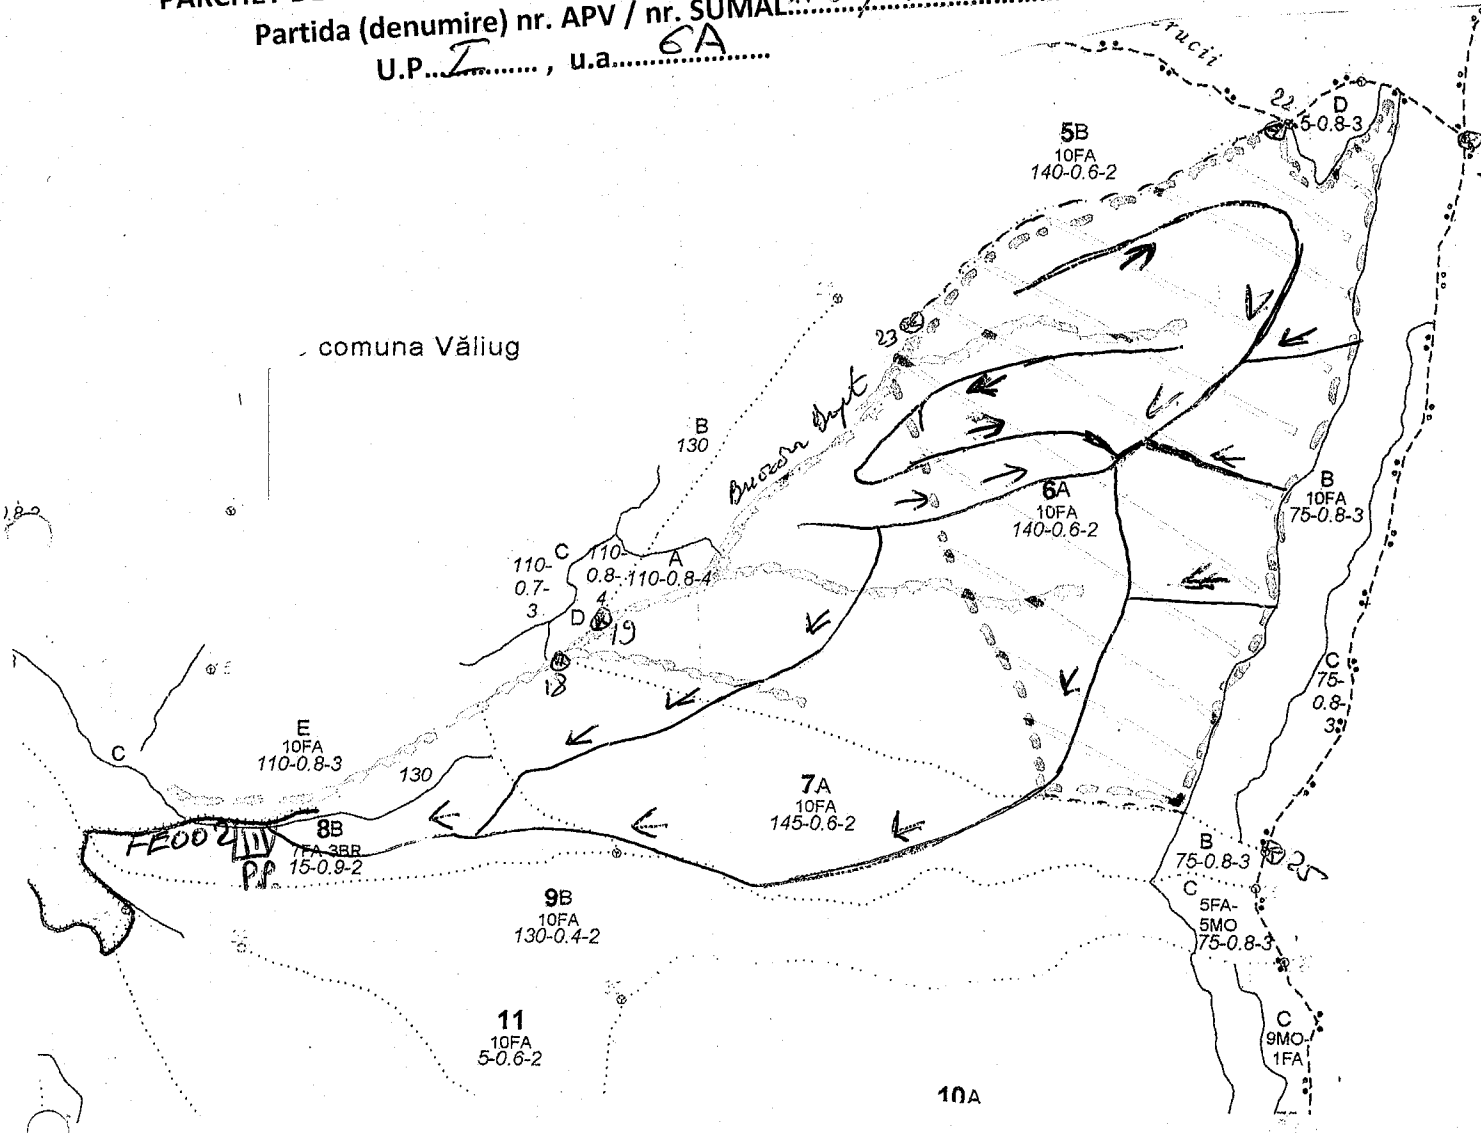 Partida (denumire) nr. APV / nr. SUMAL
U.P. I , u.a. 6A
rucii
22
D
5-0.8-3
5B
10FA
140-0.6-2
23
comuna Văliug
B
130
6A
10FA
140-0.6-2
B
10FA
75-0.8-3
C
110-
0.7-
3
110-
0.8-
4
A
110-0.8-4
D
19
18
C
75-
0.8-
3
E
10FA
110-0.8-3
C
130
7A
10FA
145-0.6-2
FE002
P.P.
8B
7FA-3BR
15-0.9-2
B
75-0.8-3
25
C
5FA-
5MO
75-0.8-3
9B
10FA
130-0.4-2
11
10FA
5-0.6-2
C
9MO-
1FA
10A